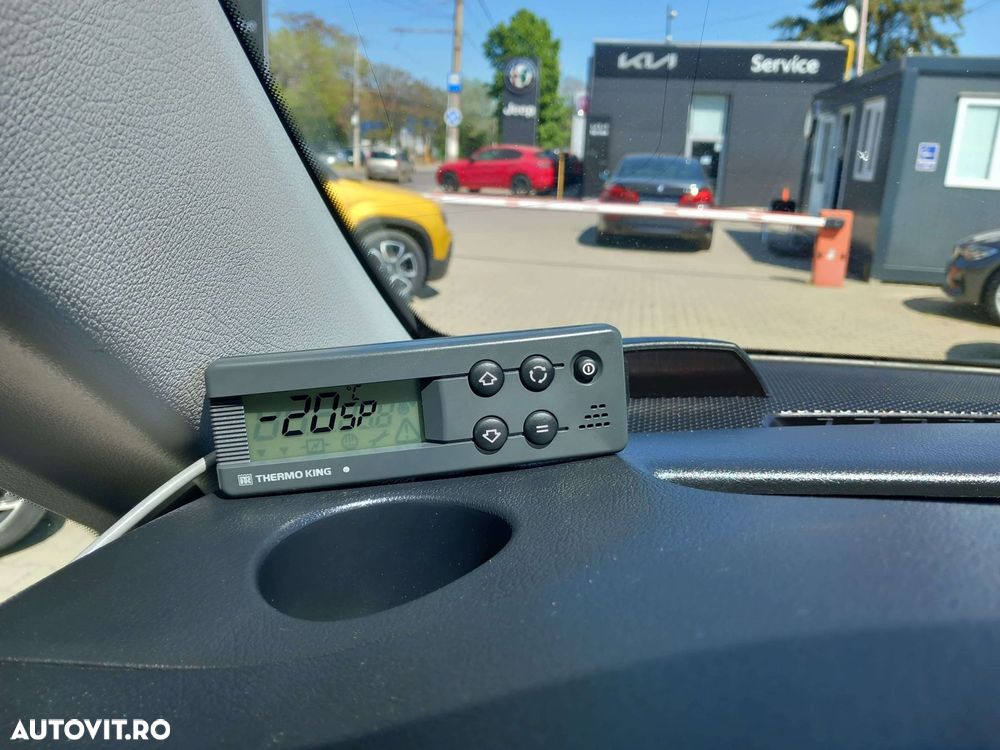 KIA
Service
Jeep
°C
-20SP
THERMO KING
AUTOVIT.RO